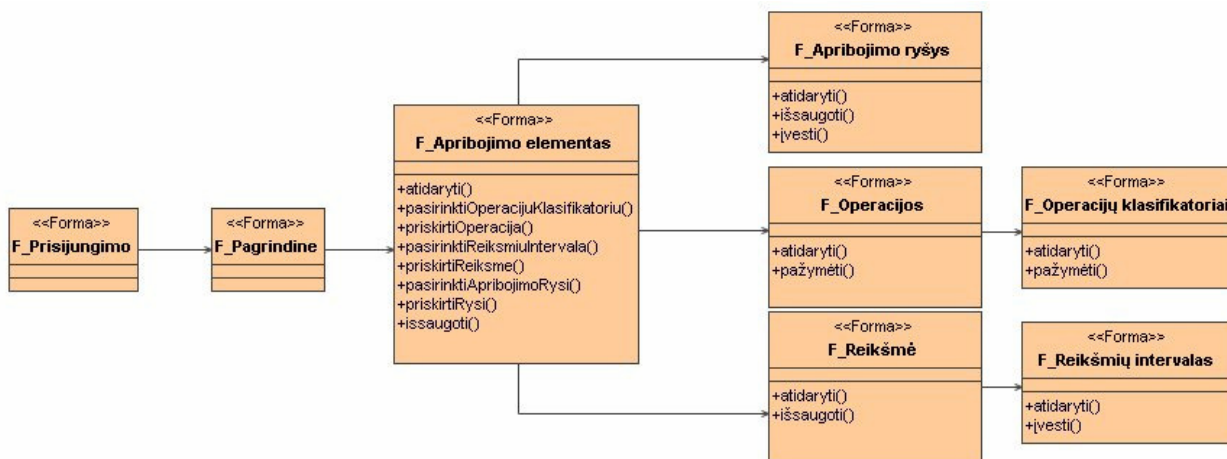 <<Forma>>
F_Prisijungimo
<<Forma>>
F_Pagrindine
<<Forma>>
F_Apribojimo elementas
+atidaryti()
+pasirinktiOperacijuKlasifikatoriu()
+priskirtiOperacija()
+pasirinktiReiksmiuIntervala()
+priskirtiReiksme()
+pasirinktiApribojimoRysi()
+priskirtiRysi()
+issaugoti()
<<Forma>>
F_Apribojimo ryšys
+atidaryti()
+išsaugoti()
+įvesti()
<<Forma>>
F_Operacijos
+atidaryti()
+pažymėti()
<<Forma>>
F_Operacijų klasifikatoriai
+atidaryti()
+pažymėti()
<<Forma>>
F_Reikšmė
+atidaryti()
+išsaugoti()
<<Forma>>
F_Reikšmių intervalas
+atidaryti()
+įvesti()